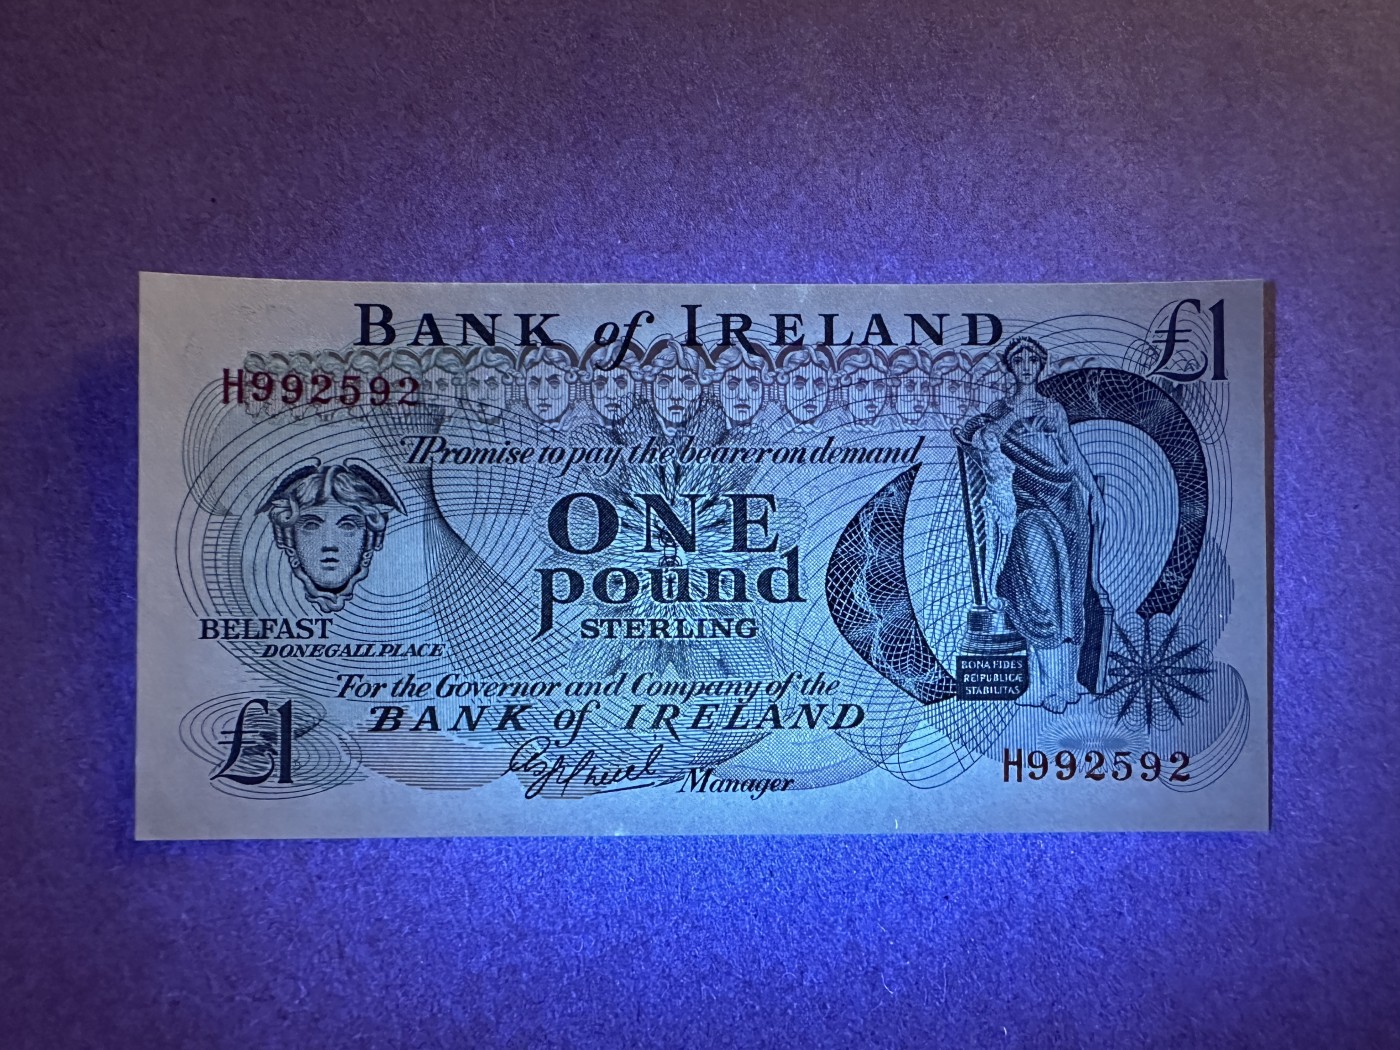 BANK of IRELAND
£1
H992592
I Promise to pay the bearer on demand
ONE
pound
STERLING
BELFAST
DONEGALL PLACE
BONA FIDES
REIPUBLICÆ
STABILITAS
For the Governor and Company of the
BANK of IRELAND
£1
Manager
H992592